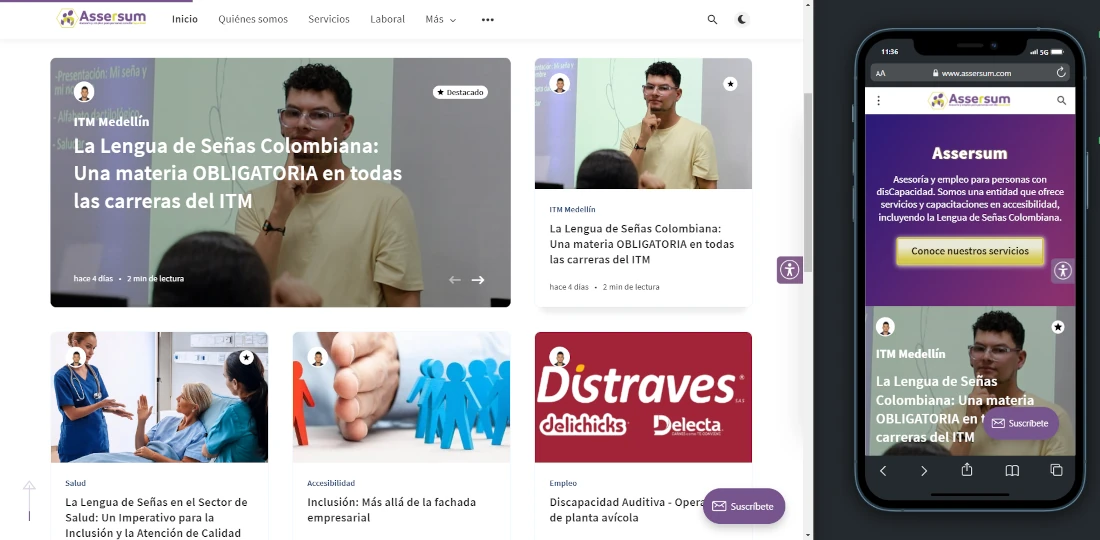 Assersum
Inicio
Quiénes somos
Servicios
Laboral
Más
-Presentación: Mi seña y
Destacado
ITM Medellín
La Lengua de Señas Colombiana:
Una materia OBLIGATORIA en todas
las carreras del ITM
hace 4 días • 2 min de lectura
ITM Medellín
La Lengua de Señas Colombiana:
Una materia OBLIGATORIA en todas
las carreras del ITM
hace 4 días • 2 min de lectura
Salud
La Lengua de Señas en el Sector de
Salud: Un Imperativo para la
Inclusión y la Atención de Calidad
Accesibilidad
Inclusión: Más allá de la fachada
empresarial
Distraves
delichicks
Delecta
Empleo
Discapacidad Auditiva - Opera
de planta avícola
Suscríbete
11:36
5G
AA
www.assersum.com
Assersum
Assersum
Asesoría y empleo para personas con
disCapacidad. Somos una entidad que ofrece
servicios y capacitaciones en accesibilidad,
incluyendo la Lengua de Señas Colombiana.
Conoce nuestros servicios
ITM Medellín
La Lengua de Señas
Colombiana: Una materia
OBLIGATORIA en t
carreras del ITM
Suscríbete